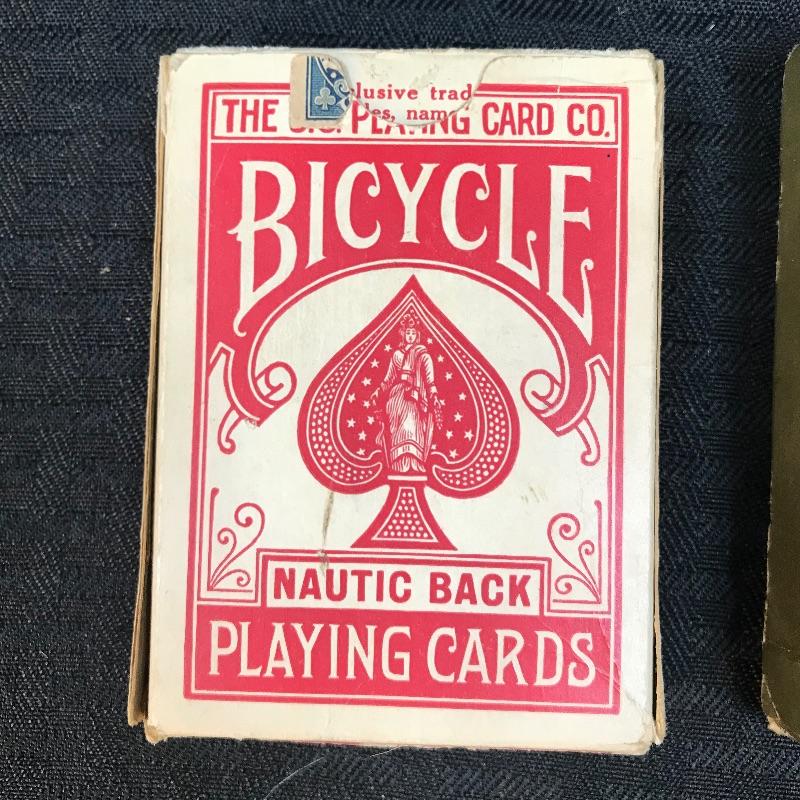 lusive trad
les, nam
THE U.S. PLAYING CARD CO.
BICYCLE
NAUTIC BACK
PLAYING CARDS